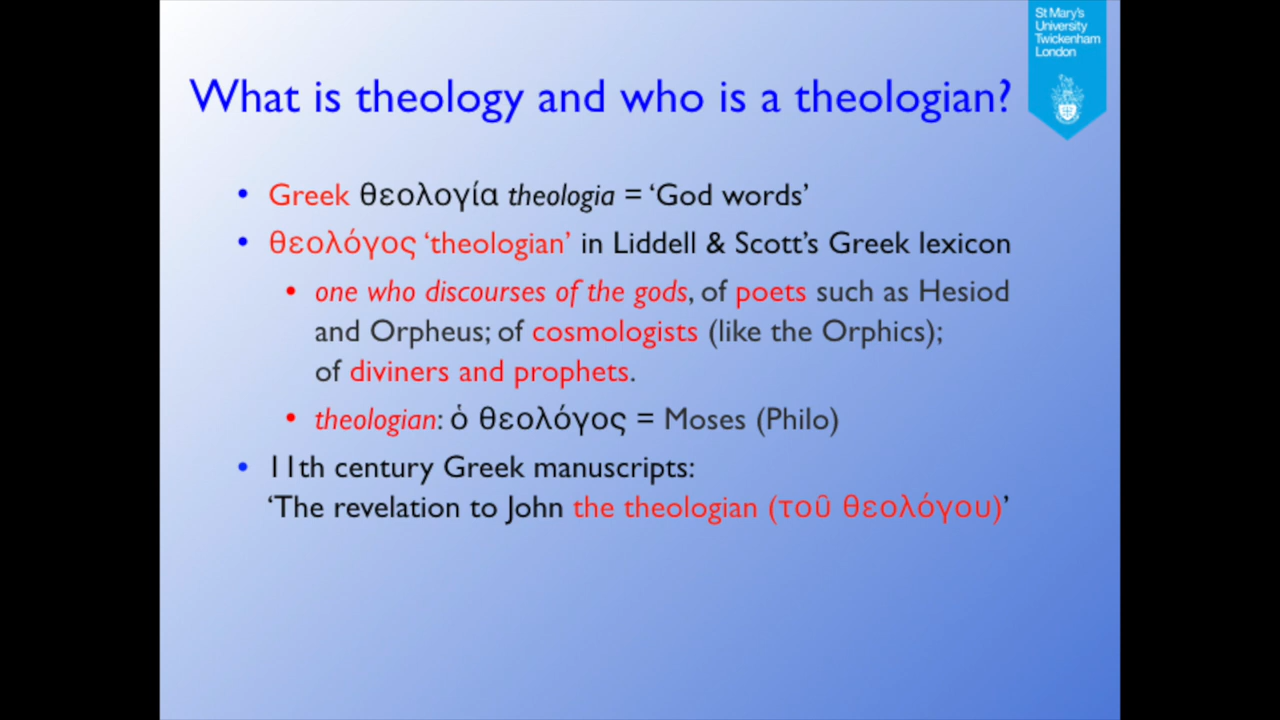 St Mary's
University
Twickenham
London
What is theology and who is a theologian?
• Greek θεολογία theologia = ‘God words’
• θεολόγος ‘theologian’ in Liddell & Scott’s Greek lexicon
• one who discourses of the gods, of poets such as Hesiod
and Orpheus; of cosmologists (like the Orphics);
of diviners and prophets.
• theologian: ὁ θεολόγος = Moses (Philo)
• 11th century Greek manuscripts:
‘The revelation to John the theologian (τοῦ θεολόγου)’